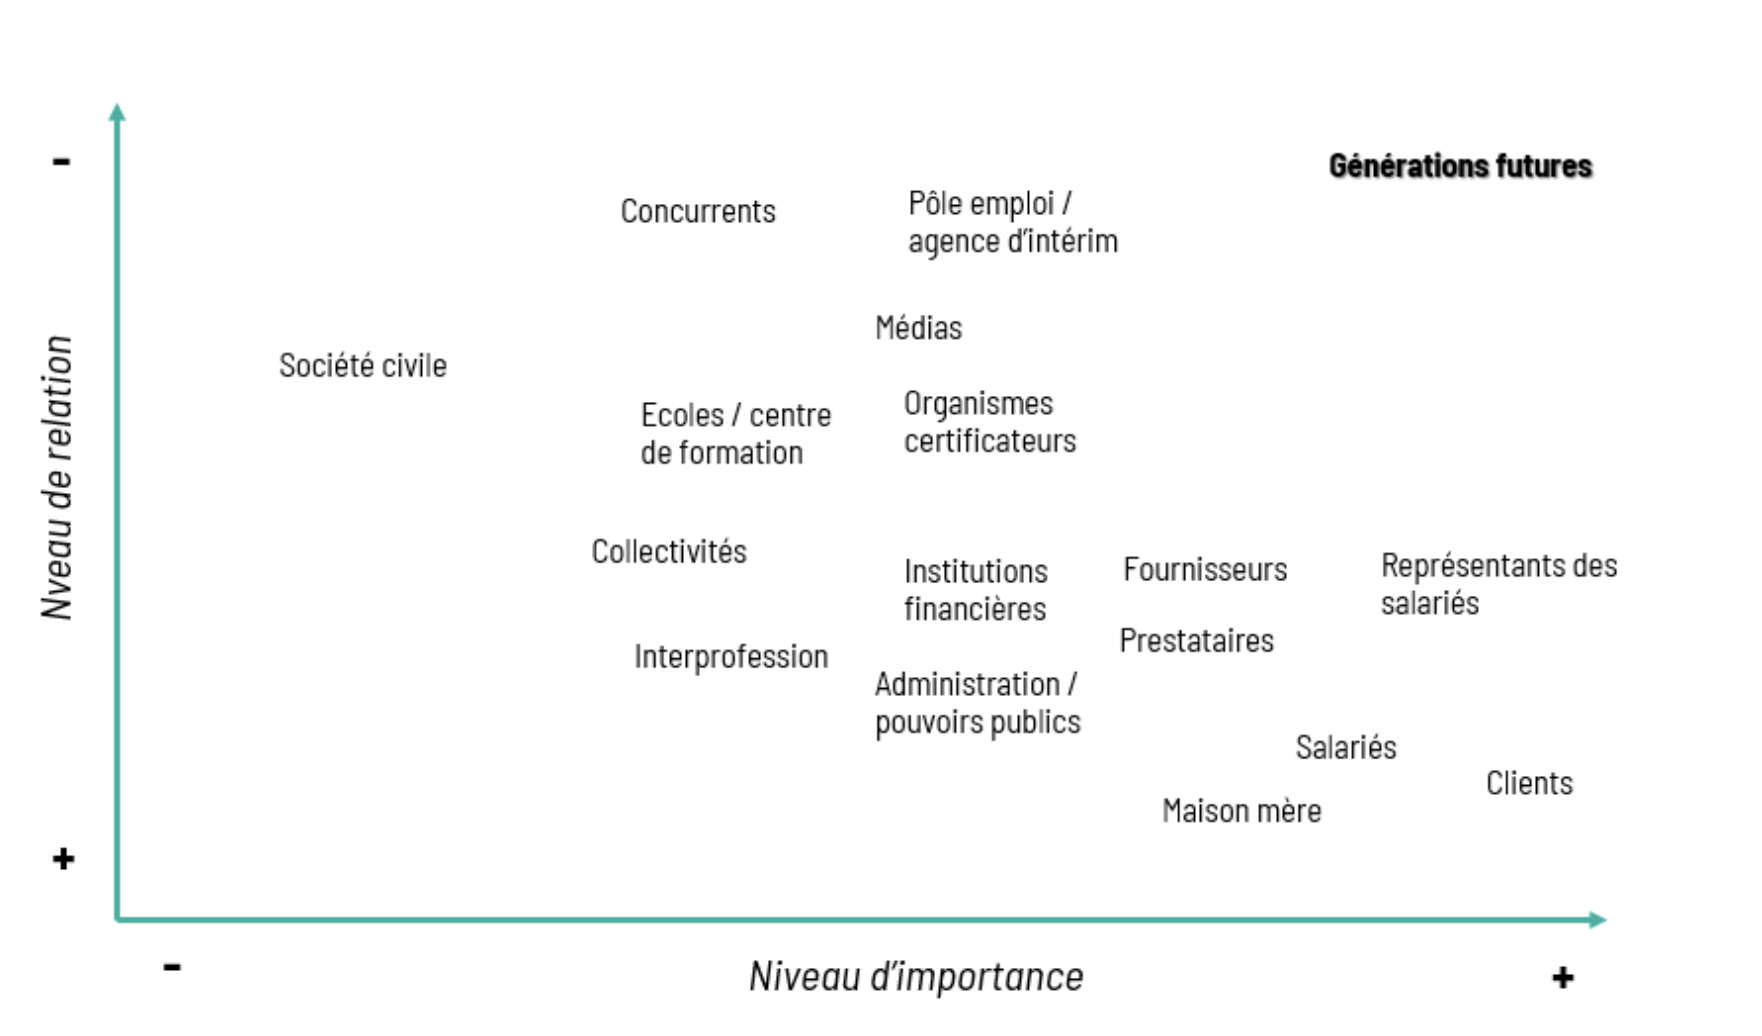 -
Générations futures
Concurrents
Pôle emploi /
agence d'intérim
Médias
Société civile
Ecoles / centre
de formation
Organismes
certificateurs
Nveau de relation
Collectivités
Institutions
financières
Fournisseurs
Représentants des
salariés
Prestataires
Interprofession
Administration /
pouvoirs publics
Salariés
Clients
Maison mère
+
-
Niveau d'importance
+